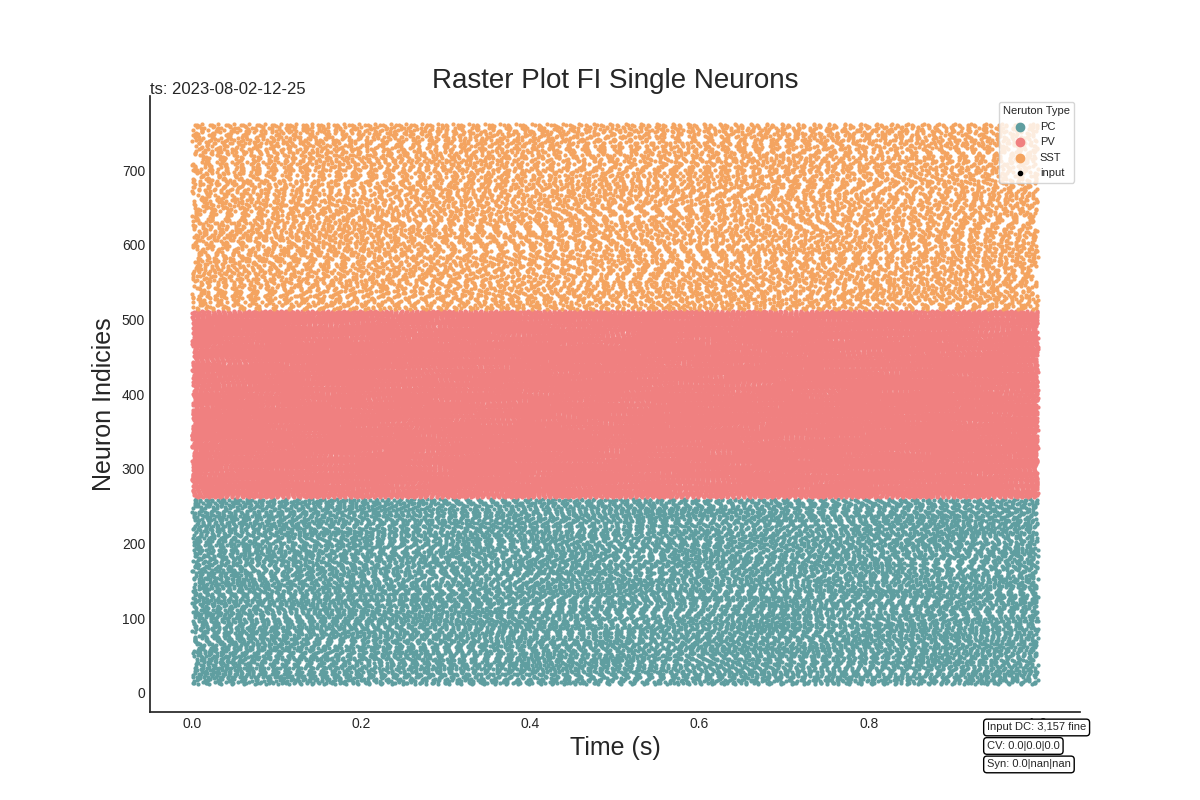 Raster Plot FI Single Neurons
ts: 2023-08-02-12-25
Neruton Type
PC
PV
SST
input
Neuron Indicies
700
600
500
400
300
200
100
0
0.0 0.2 0.4 0.6 0.8
Time (s)
Input DC: 3,157 fine
CV: 0.0|0.0|0.0
Syn: 0.0|nan|nan